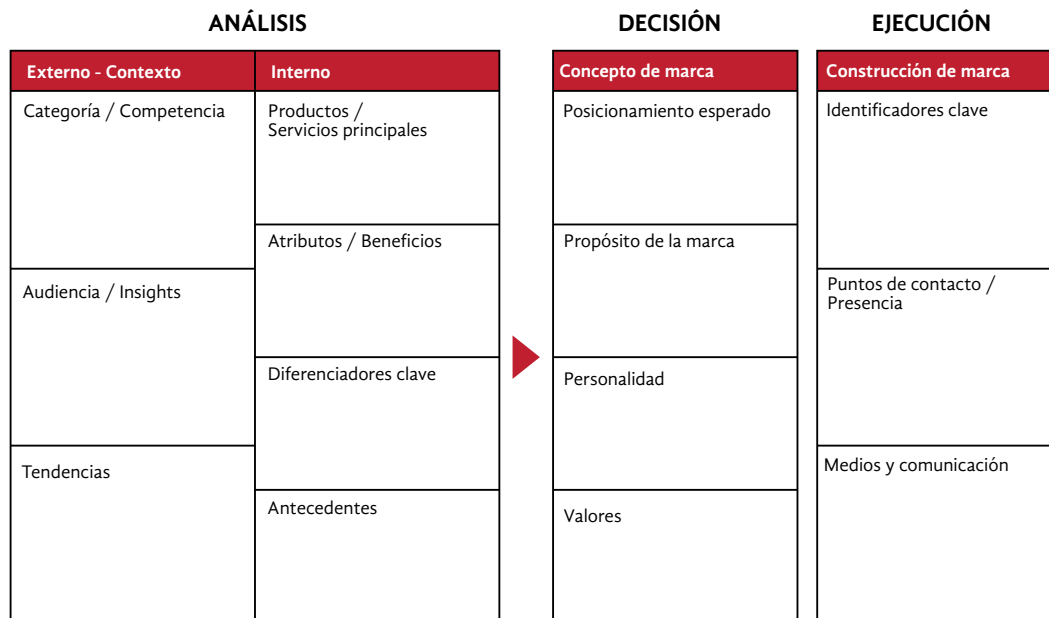 ANÁLISIS
DECISIÓN
EJECUCIÓN
Externo - Contexto
Interno
Concepto de marca
Construcción de marca
Categoría / Competencia
Audiencia / Insights
Tendencias
Productos /
Servicios principales
Atributos / Beneficios
Diferenciadores clave
Antecedentes
Posicionamiento esperado
Propósito de la marca
Personalidad
Valores
Identificadores clave
Puntos de contacto /
Presencia
Medios y comunicación